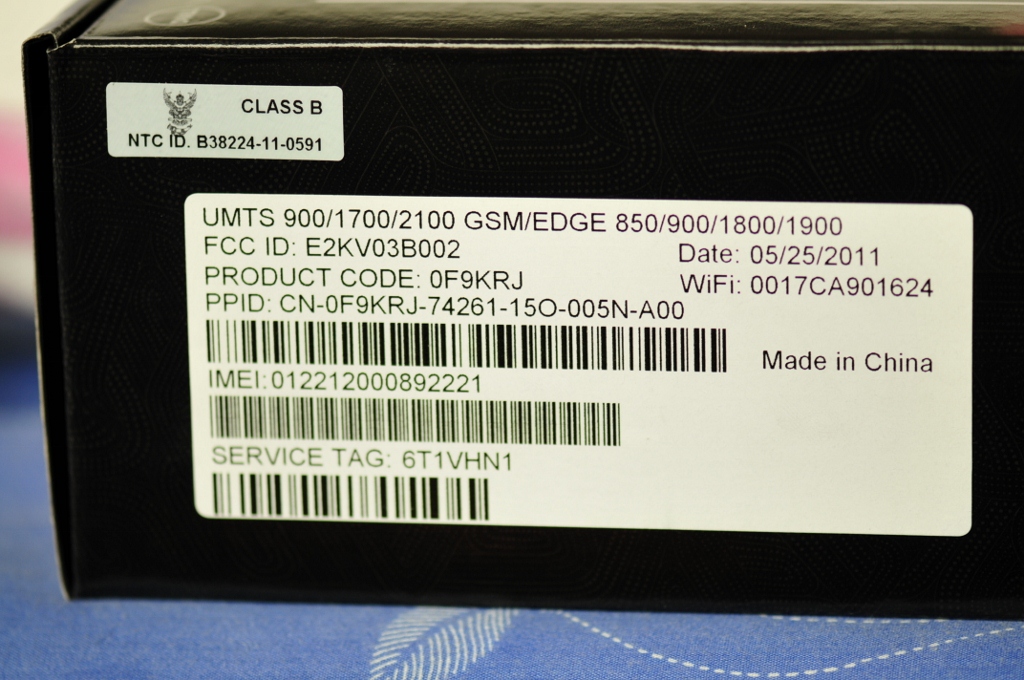 CLASS B
NTC ID. B38224-11-0591
UMTS 900/1700/2100 GSM/EDGE 850/900/1800/1900
FCC ID: E2KV03B002
Date: 05/25/2011
PRODUCT CODE: 0F9KRJ
WiFi: 0017CA901624
PPID: CN-0F9KRJ-74261-15O-005N-A00
Made in China
IMEI:012212000892221
SERVICE TAG: 6T1VHN1